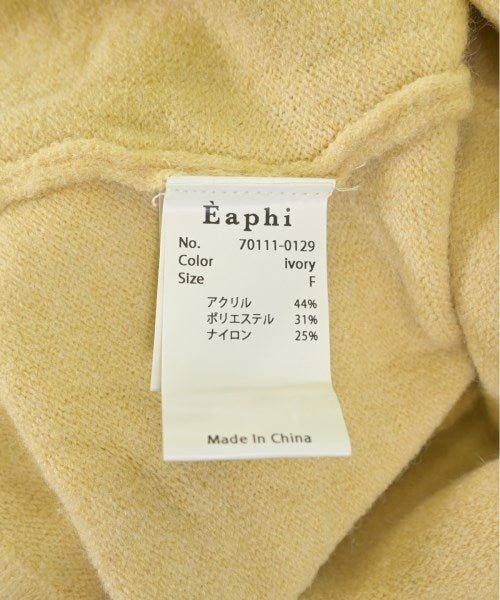 Èaphi
No. 70111-0129
Color ivory
Size F
アクリル 44%
ポリエステル 31%
ナイロン 25%
Made In China